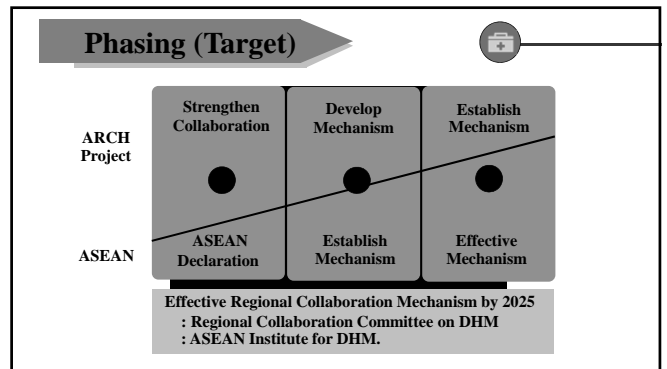 Phasing (Target)
ARCH
Project
Strengthen
Collaboration
Develop
Mechanism
Establish
Mechanism
ASEAN
ASEAN
Declaration
Establish
Mechanism
Effective
Mechanism
Effective Regional Collaboration Mechanism by 2025
: Regional Collaboration Committee on DHM
: ASEAN Institute for DHM.